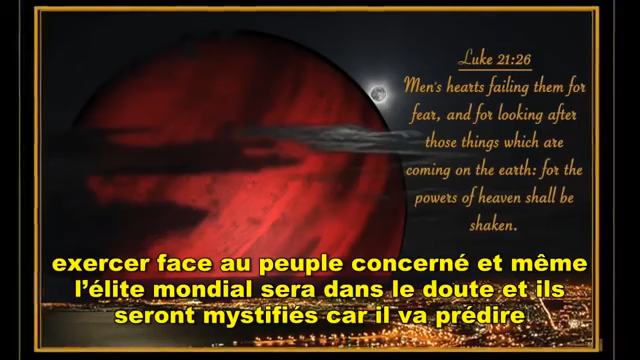 Luke 21:26
Men's hearts failing them for
fear, and for looking after
those things which are
coming on the earth: for the
powers of heaven shall be
shaken.
exercer face au peuple concerné et même
l’élite mondial sera dans le doute et ils
seront mystifiés car il va prédire